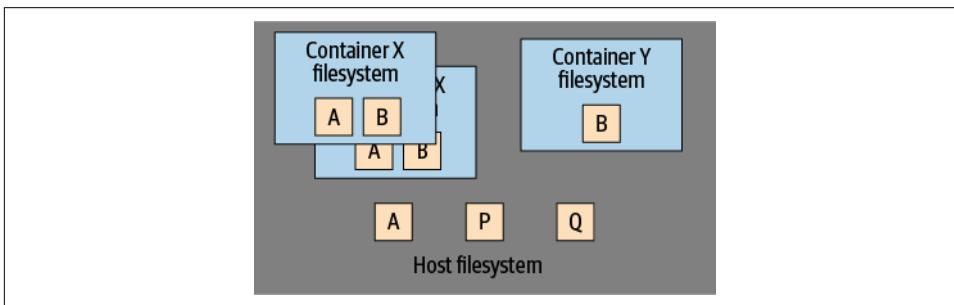 Container X
filesystem
A B
X
A B
Container Y
filesystem
B
A P Q
Host filesystem